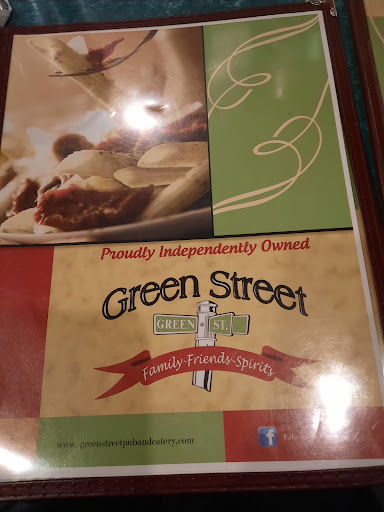 Proudly Independently Owned
Green Street
GREEN ST.
Family-Friends-Spirits
www.greenstreetpubandeatery.com